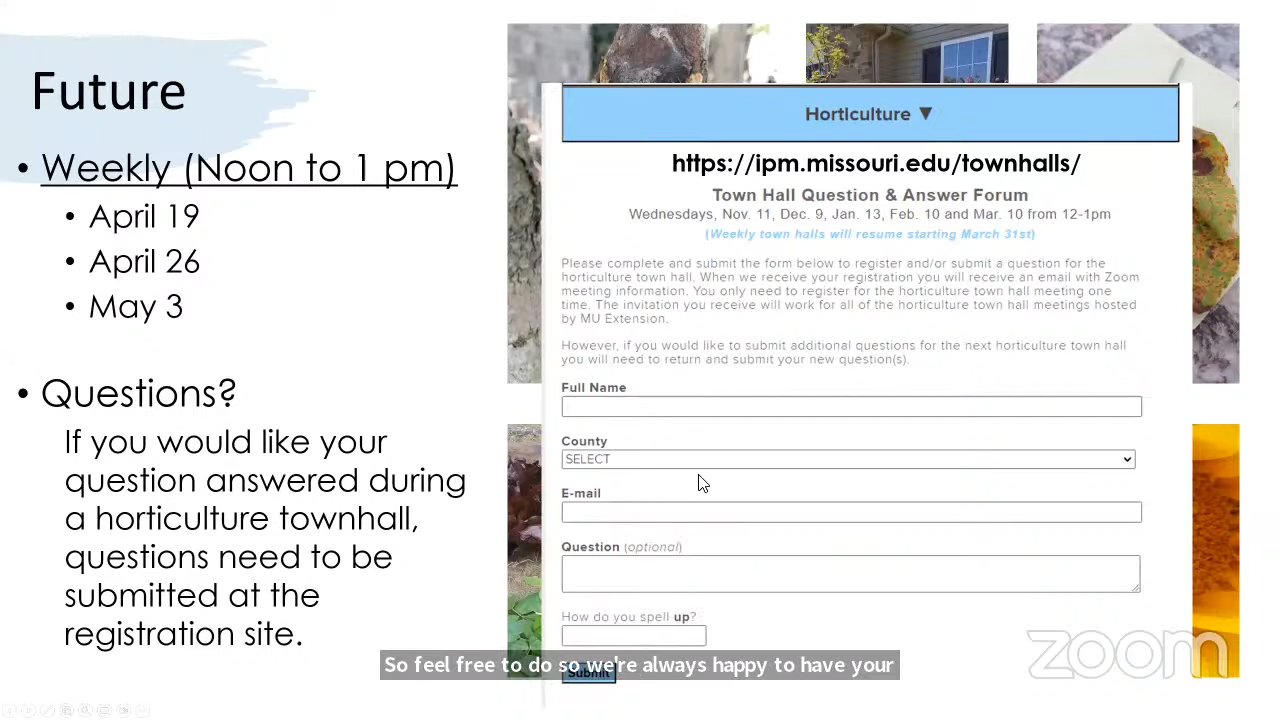 Future
• Weekly (Noon to 1 pm)
• April 19
• April 26
• May 3
• Questions?
If you would like your
question answered during
a horticulture townhall,
questions need to be
submitted at the
registration site.
Horticulture ▼
https://ipm.missouri.edu/townhalls/
Town Hall Question & Answer Forum
Wednesdays, Nov. 11, Dec. 9, Jan. 13, Feb. 10 and Mar. 10 from 12-1pm
(Weekly town halls will resume starting March 31st)
Please complete and submit the form below to register and/or submit a question for the
horticulture town hall. When we receive your registration you will receive an email with Zoom
meeting information. You only need to register for the horticulture town hall meeting one
time. The invitation you receive will work for all of the horticulture town hall meetings hosted
by MU Extension.
However, if you would like to submit additional questions for the next horticulture town hall
you will need to return and submit your new question(s).
Full Name
County
SELECT
E-mail
Question (optional)
How do you spell up?
Submit
So feel free to do so we're always happy to have your
zoom